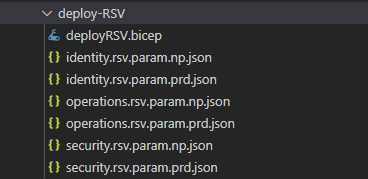 deploy-RSV
deployRSV.bicep
identity.rsv.param.np.json
identity.rsv.param.prd.json
operations.rsv.param.np.json
operations.rsv.param.prd.json
security.rsv.param.np.json
security.rsv.param.prd.json